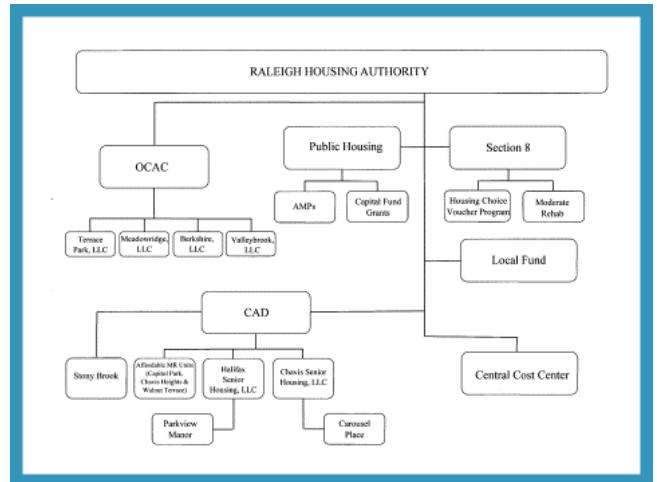 RALEIGH HOUSING AUTHORITY
OCAC
Public Housing
Section 8
AMPs
Capital Fund
Grants
Housing Choice
Voucher Program
Moderate
Rehab
Terrace
Park, LLC
Meadowridge,
LLC
Berkshire,
LLC
Valleybrook,
LLC
Local Fund
CAD
Stony Brook
Affordable MR Units
(Capital Park,
Chavis Heights &
Walnut Terrace)
Halifax
Senior
Housing, LLC
Chavis Senior
Housing, LLC
Central Cost Center
Parkview
Manor
Carousel
Place